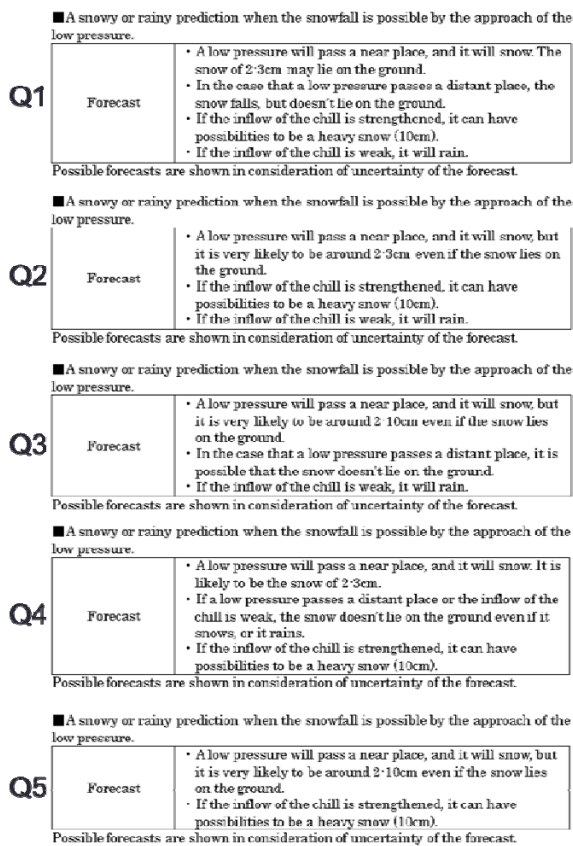 ■A snowy or rainy prediction when the snowfall is possible by the approach of the
low pressure.
Q1
Forecast
・A low pressure will pass a near place, and it will snow. The
snow of 2-3cm may lie on the ground.
・In the case that a low pressure passes a distant place, the
snow falls, but doesn't lie on the ground.
・If the inflow of the chill is strengthened, it can have
possibilities to be a heavy snow (10cm).
・If the inflow of the chill is weak, it will rain.
Possible forecasts are shown in consideration of uncertainty of the forecast.
■A snowy or rainy prediction when the snowfall is possible by the approach of the
low pressure.
Q2
Forecast
・A low pressure will pass a near place, and it will snow, but
it is very likely to be around 2-3cm even if the snow lies on
the ground.
・If the inflow of the chill is strengthened, it can have
possibilities to be a heavy snow (10cm).
・If the inflow of the chill is weak, it will rain.
Possible forecasts are shown in consideration of uncertainty of the forecast.
■A snowy or rainy prediction when the snowfall is possible by the approach of the
low pressure.
Q3
Forecast
・A low pressure will pass a near place, and it will snow, but
it is very likely to be around 2-10cm even if the snow lies
on the ground.
・In the case that a low pressure passes a distant place, it is
possible that the snow doesn't lie on the ground.
・If the inflow of the chill is weak, it will rain.
Possible forecasts are shown in consideration of uncertainty of the forecast.
■A snowy or rainy prediction when the snowfall is possible by the approach of the
low pressure.
Q4
Forecast
・A low pressure will pass a near place, and it will snow. It is
likely to be the snow of 2-3cm.
・If a low pressure passes a distant place or the inflow of the
chill is weak, the snow doesn't lie on the ground even if it
snows, or it rains.
・If the inflow of the chill is strengthened, it can have
possibilities to be a heavy snow (10cm).
Possible forecasts are shown in consideration of uncertainty of the forecast.
■A snowy or rainy prediction when the snowfall is possible by the approach of the
low pressure.
Q5
Forecast
・A low pressure will pass a near place, and it will snow, but
it is very likely to be around 2-10cm even if the snow lies
on the ground.
・If the inflow of the chill is strengthened, it can have
possibilities to be a heavy snow (10cm).
Possible forecasts are shown in consideration of uncertainty of the forecast.